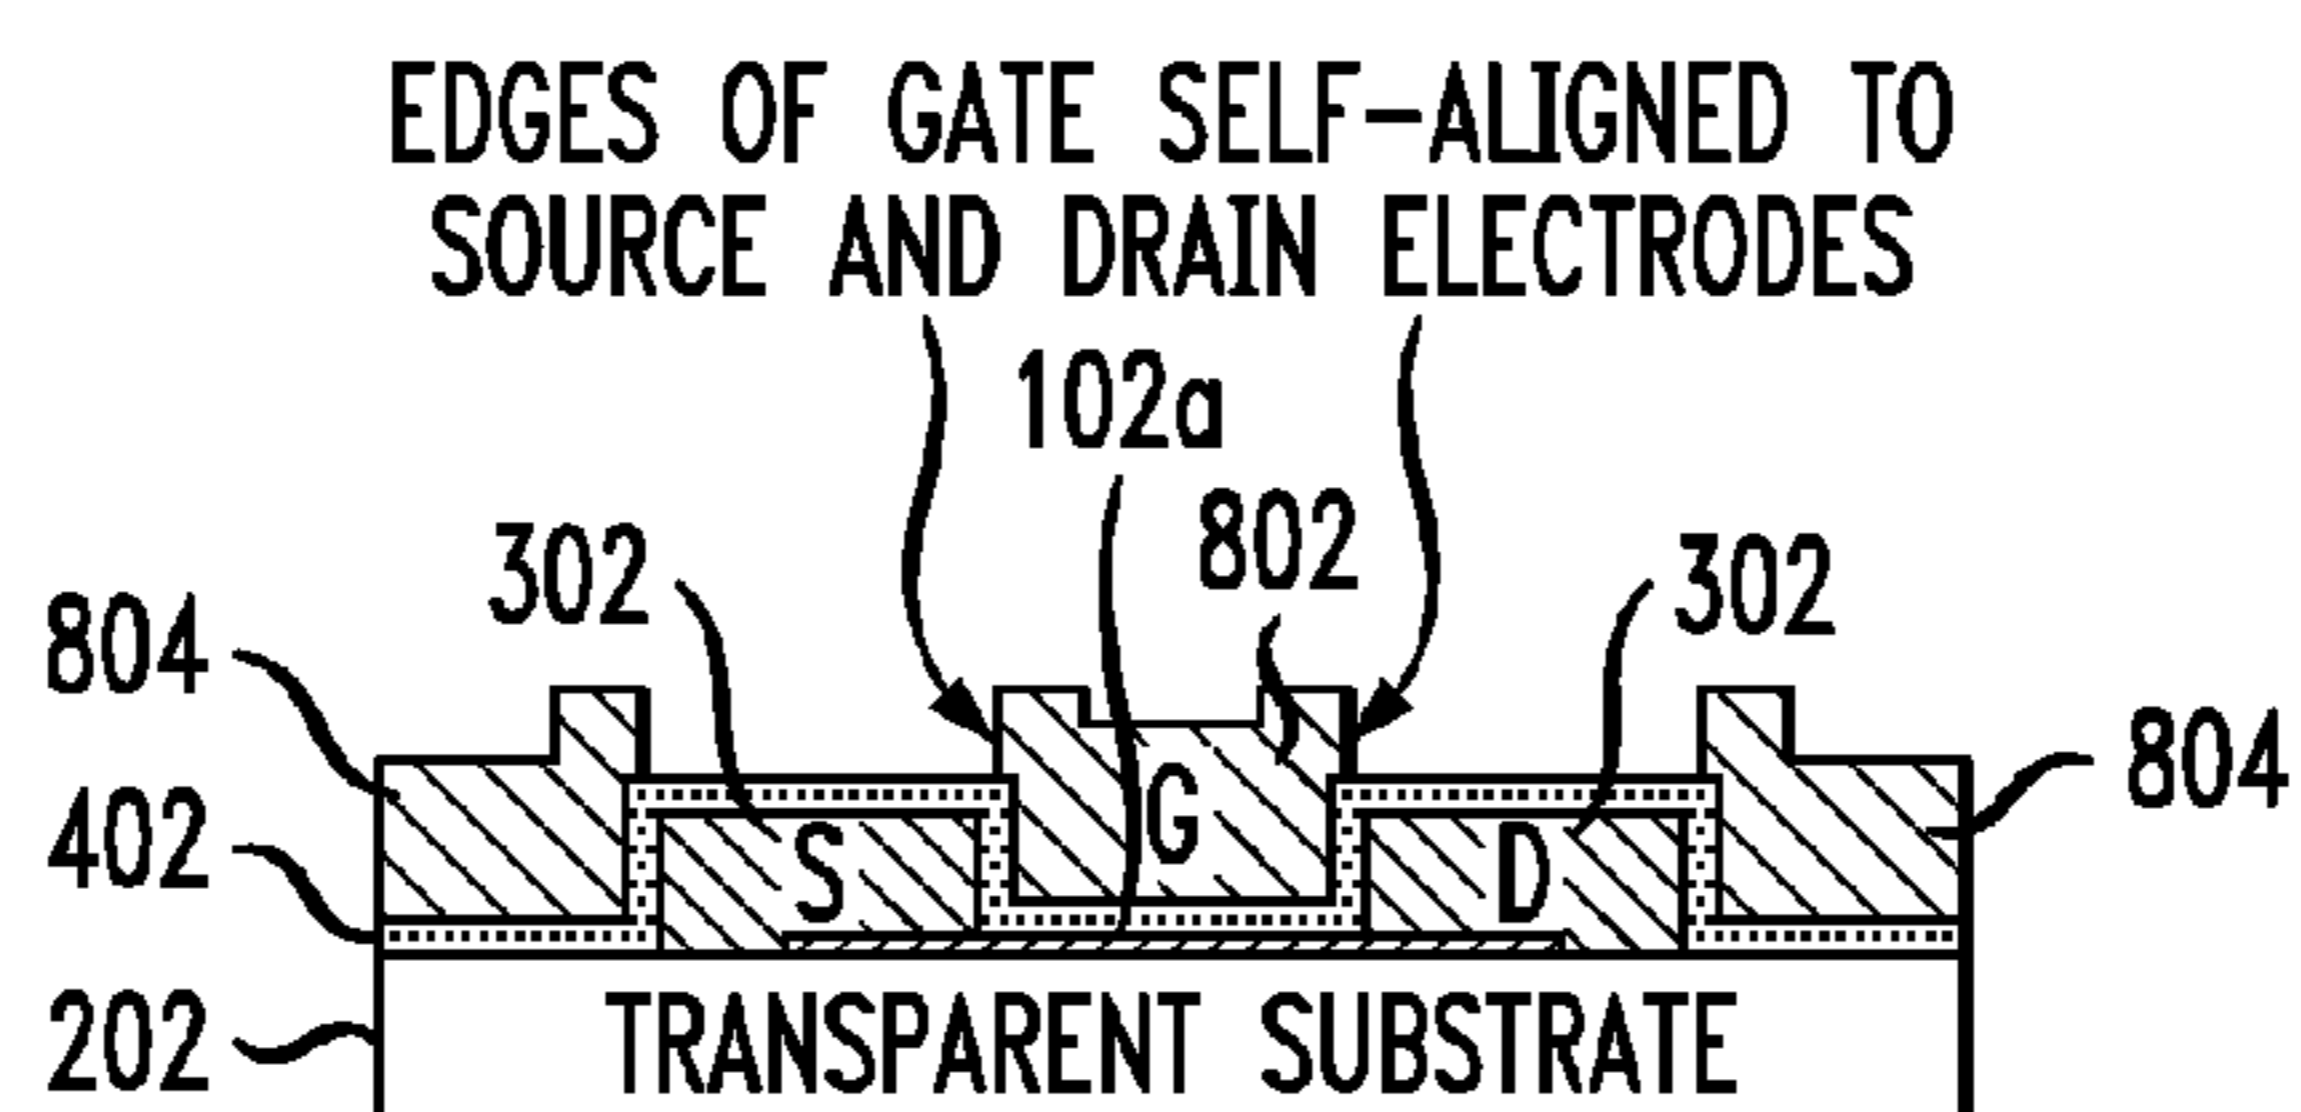 EDGES OF GATE SELF-ALIGNED TO
SOURCE AND DRAIN ELECTRODES
102a
802
302
302
804
804
G
S
D
402
202
TRANSPARENT SUBSTRATE